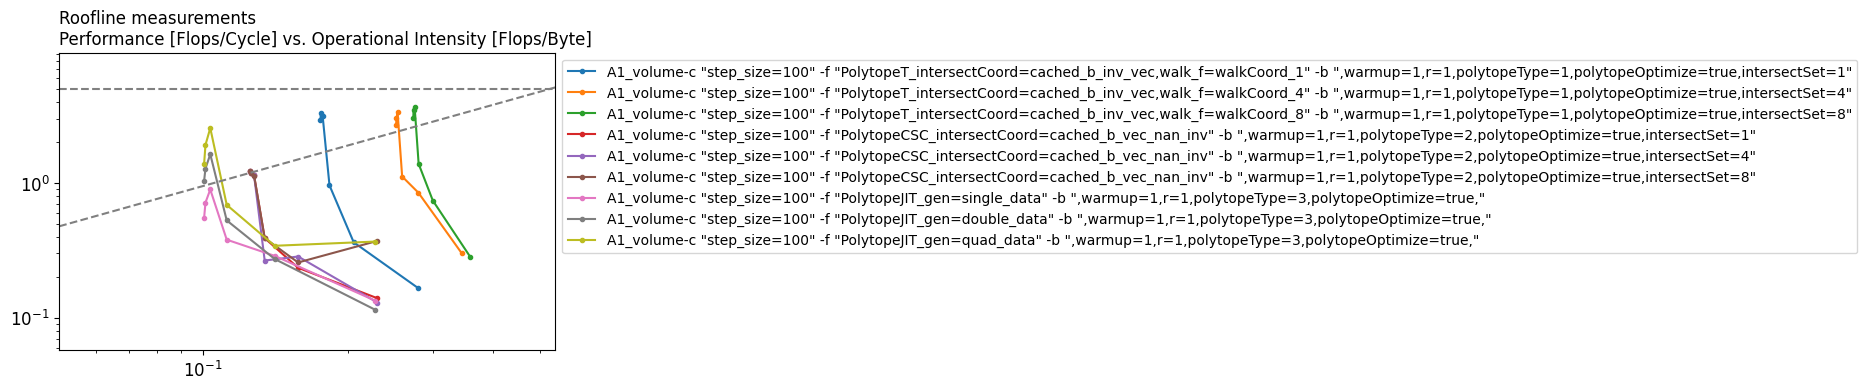 Roofline measurements
Performance [Flops/Cycle] vs. Operational Intensity [Flops/Byte]
A1_volume-c "step_size=100" -f "PolytopeT_intersectCoord=cached_b_inv_vec,walk_f=walkCoord_1" -b ",warmup=1,r=1,polytopeType=1,polytopeOptimize=true,intersectSet=1"
A1_volume-c "step_size=100" -f "PolytopeT_intersectCoord=cached_b_inv_vec,walk_f=walkCoord_4" -b ",warmup=1,r=1,polytopeType=1,polytopeOptimize=true,intersectSet=4"
A1_volume-c "step_size=100" -f "PolytopeT_intersectCoord=cached_b_inv_vec,walk_f=walkCoord_8" -b ",warmup=1,r=1,polytopeType=1,polytopeOptimize=true,intersectSet=8"
A1_volume-c "step_size=100" -f "PolytopeCSC_intersectCoord=cached_b_vec_nan_inv" -b ",warmup=1,r=1,polytopeType=2,polytopeOptimize=true,intersectSet=1"
A1_volume-c "step_size=100" -f "PolytopeCSC_intersectCoord=cached_b_vec_nan_inv" -b ",warmup=1,r=1,polytopeType=2,polytopeOptimize=true,intersectSet=4"
A1_volume-c "step_size=100" -f "PolytopeCSC_intersectCoord=cached_b_vec_nan_inv" -b ",warmup=1,r=1,polytopeType=2,polytopeOptimize=true,intersectSet=8"
A1_volume-c "step_size=100" -f "PolytopeJIT_gen=single_data" -b ",warmup=1,r=1,polytopeType=3,polytopeOptimize=true,"
A1_volume-c "step_size=100" -f "PolytopeJIT_gen=double_data" -b ",warmup=1,r=1,polytopeType=3,polytopeOptimize=true,"
A1_volume-c "step_size=100" -f "PolytopeJIT_gen=quad_data" -b ",warmup=1,r=1,polytopeType=3,polytopeOptimize=true,"
10⁰
10⁻¹
10⁻¹